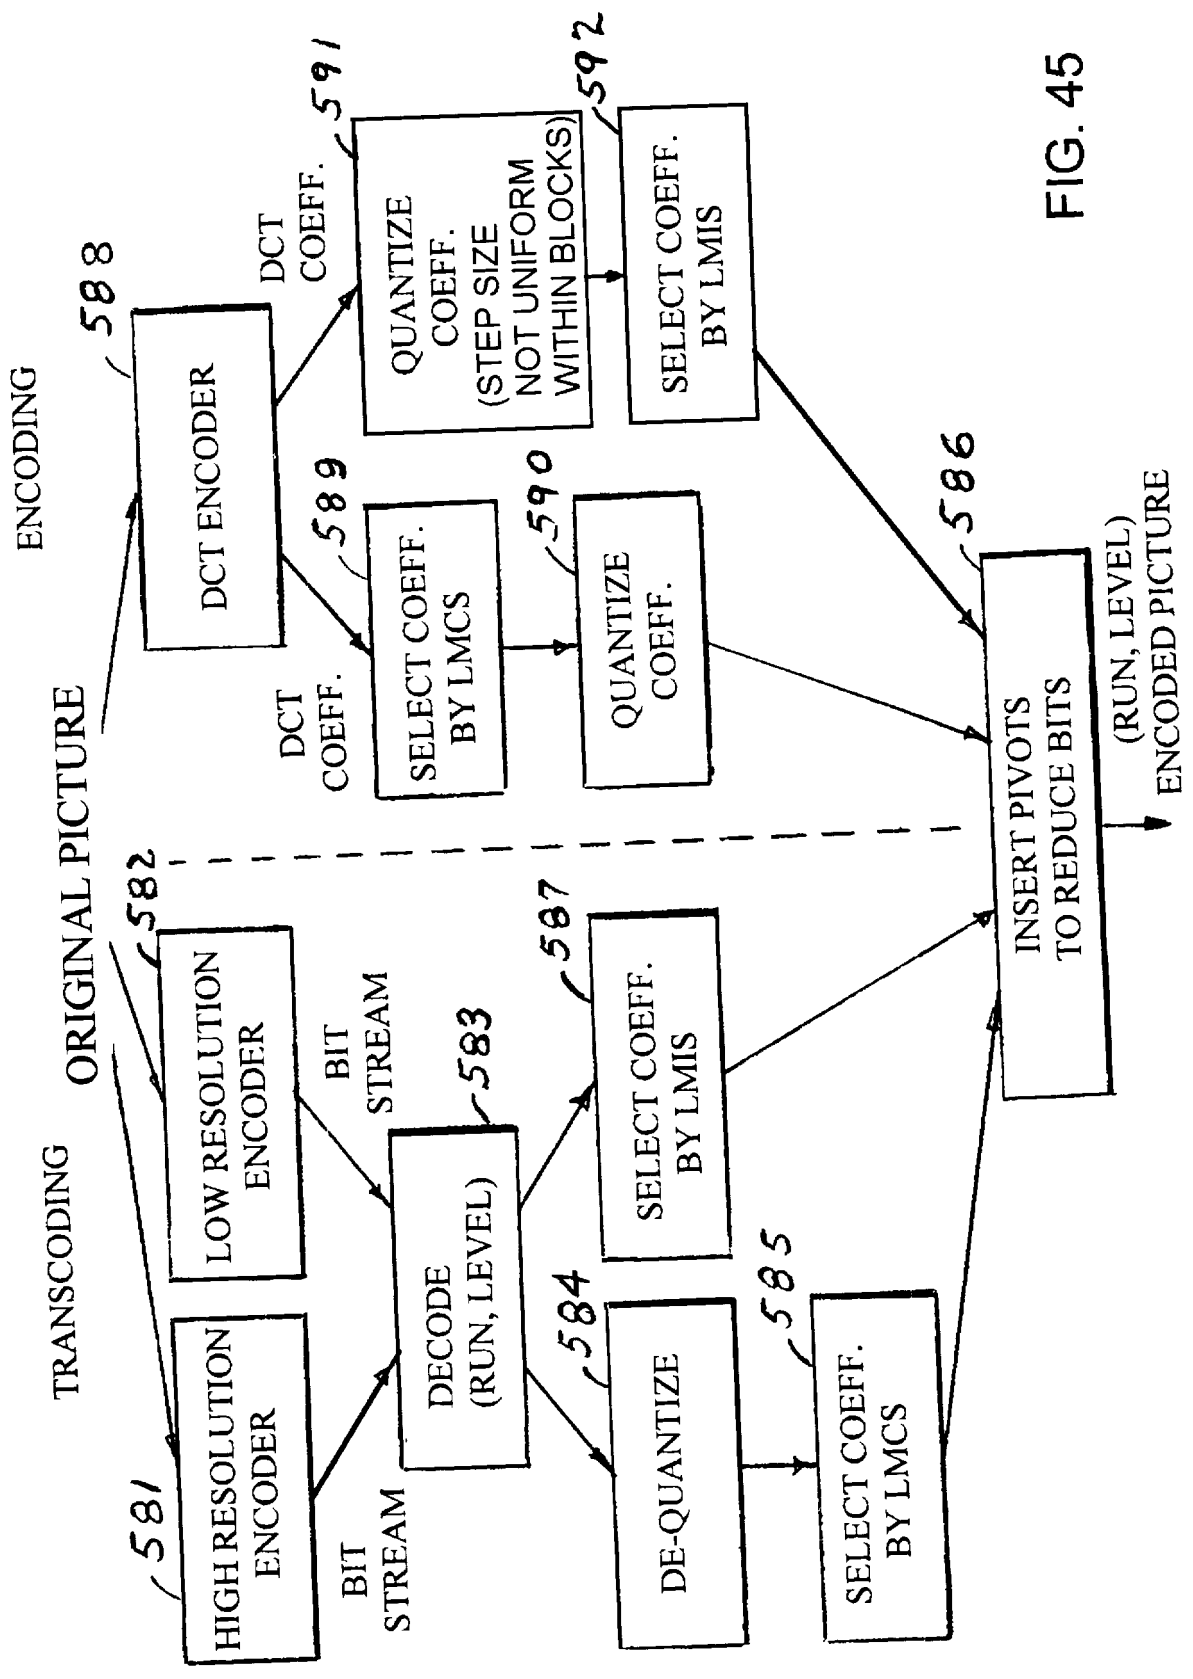 ORIGINAL PICTURE
TRANSCODING
ENCODING
581
HIGH RESOLUTION
ENCODER
582
LOW RESOLUTION
ENCODER
BIT
STREAM
BIT
STREAM
583
DECODE
(RUN, LEVEL)
584
DE-QUANTIZE
585
SELECT COEFF.
BY LMCS
587
SELECT COEFF.
BY LMIS
588
DCT ENCODER
DCT
COEFF.
DCT
COEFF.
589
SELECT COEFF.
BY LMCS
590
QUANTIZE
COEFF.
591
QUANTIZE
COEFF.
(STEP SIZE
NOT UNIFORM
WITHIN BLOCKS)
592
SELECT COEFF.
BY LMIS
586
INSERT PIVOTS
TO REDUCE BITS
(RUN, LEVEL)
ENCODED PICTURE
FIG. 45